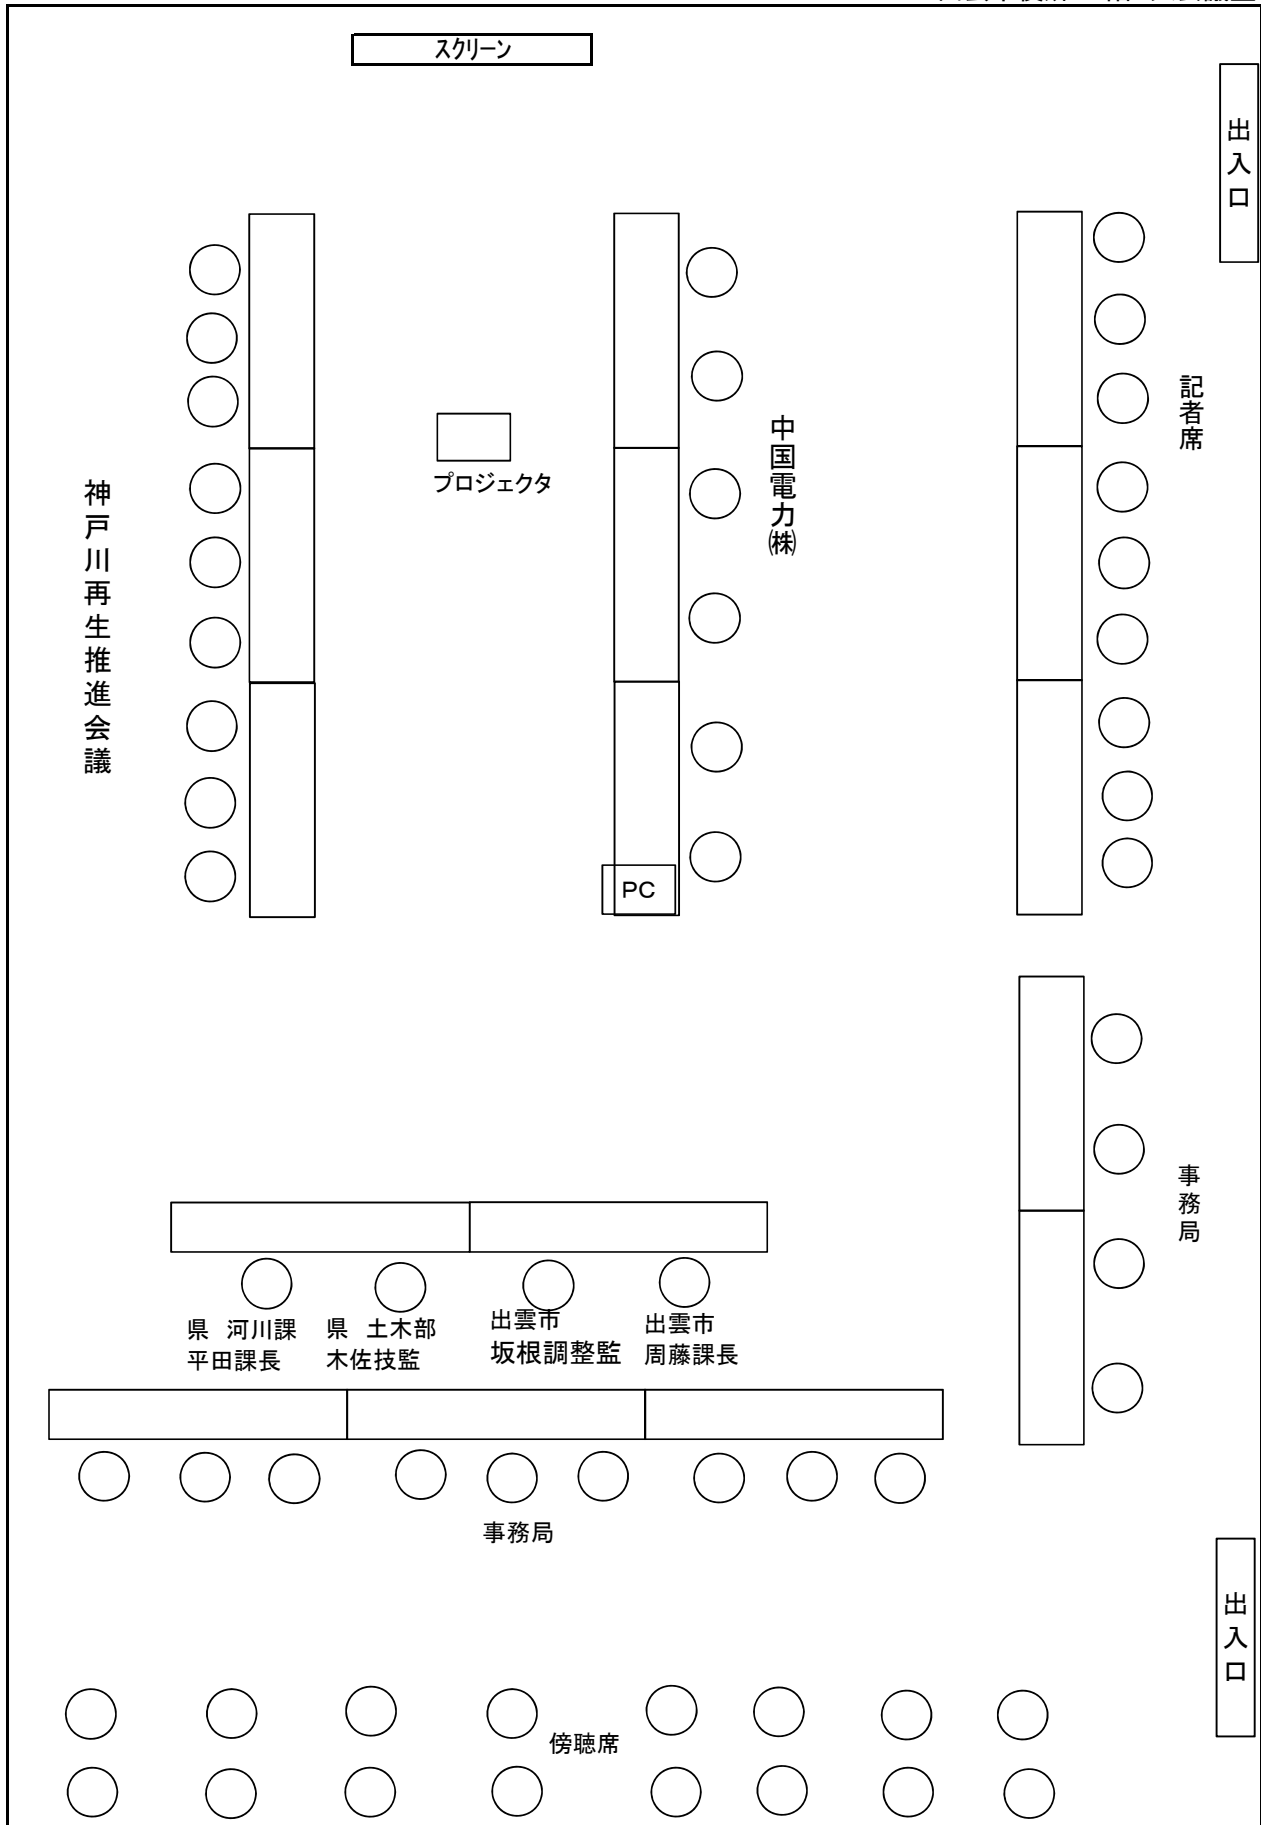 スクリーン
出入口
記者席
中国電力㈱
プロジェクタ
神戸川再生推進会議
PC
事務局
県 河川課
平田課長
県 土木部
木佐技監
出雲市
坂根調整監
出雲市
周藤課長
事務局
出入口
傍聴席